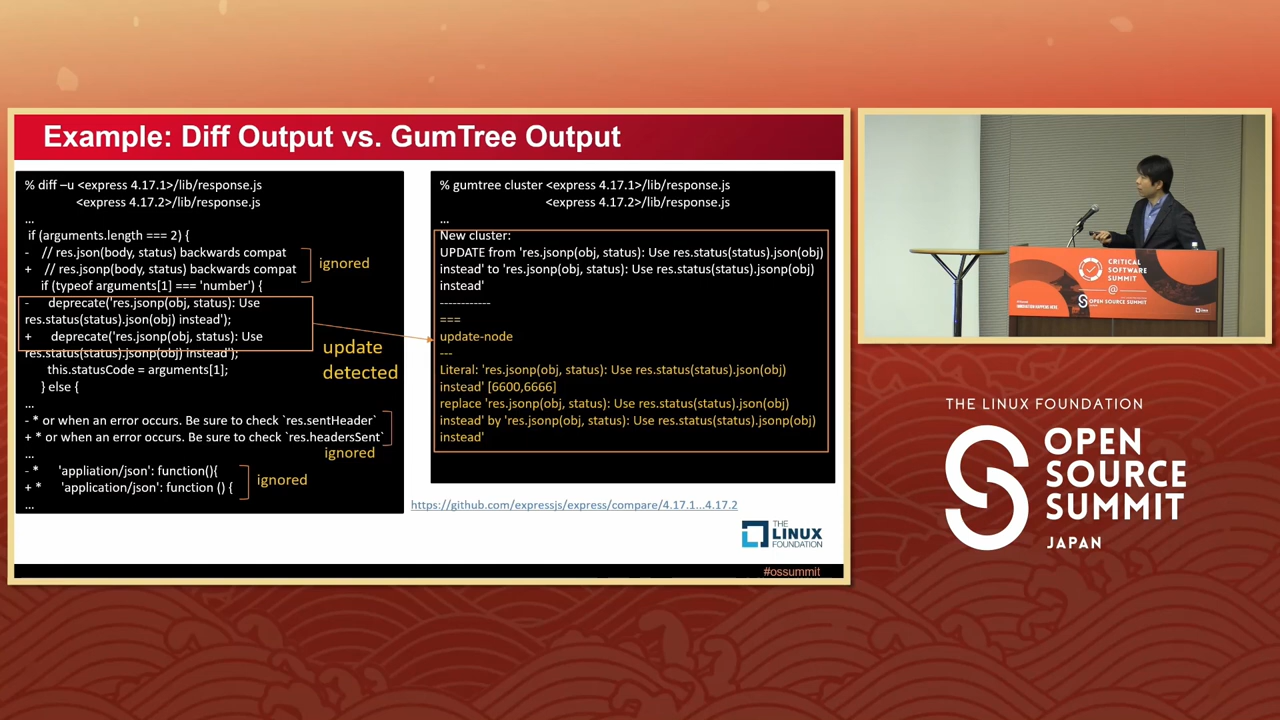 Example: Diff Output vs. GumTree Output
% diff –u <express 4.17.1>/lib/response.js
<express 4.17.2>/lib/response.js
...
if (arguments.length === 2) {
- // res.json(body, status) backwards compat
+ // res.jsonp(body, status) backwards compat
ignored
if (typeof arguments[1] === 'number') {
- deprecate('res.jsonp(obj, status): Use
res.status(status).json(obj) instead');
+ deprecate('res.jsonp(obj, status): Use
res.status(status).jsonp(obj) instead');
update
detected
this.statusCode = arguments[1];
} else {
...
- * or when an error occurs. Be sure to check `res.sentHeader`
+ * or when an error occurs. Be sure to check `res.headersSent`
ignored
...
- * 'appliation/json': function(){
+ * 'application/json': function () {
ignored
...
% gumtree cluster <express 4.17.1>/lib/response.js
<express 4.17.2>/lib/response.js
...
New cluster:
UPDATE from 'res.jsonp(obj, status): Use res.status(status).json(obj)
instead' to 'res.jsonp(obj, status): Use res.status(status).jsonp(obj)
instead'
------------
===
update-node
---
Literal: 'res.jsonp(obj, status): Use res.status(status).json(obj)
instead' [6600,6666]
replace 'res.jsonp(obj, status): Use res.status(status).json(obj)
instead' by 'res.jsonp(obj, status): Use res.status(status).jsonp(obj)
instead'
https://github.com/expressjs/express/compare/4.17.1...4.17.2
THE
LINUX
FOUNDATION
#ossummit
CRITICAL
SOFTWARE
SUMMIT
@
OPEN SOURCE SUMMIT
THE LINUX FOUNDATION
OPEN
SOURCE
SUMMIT
JAPAN